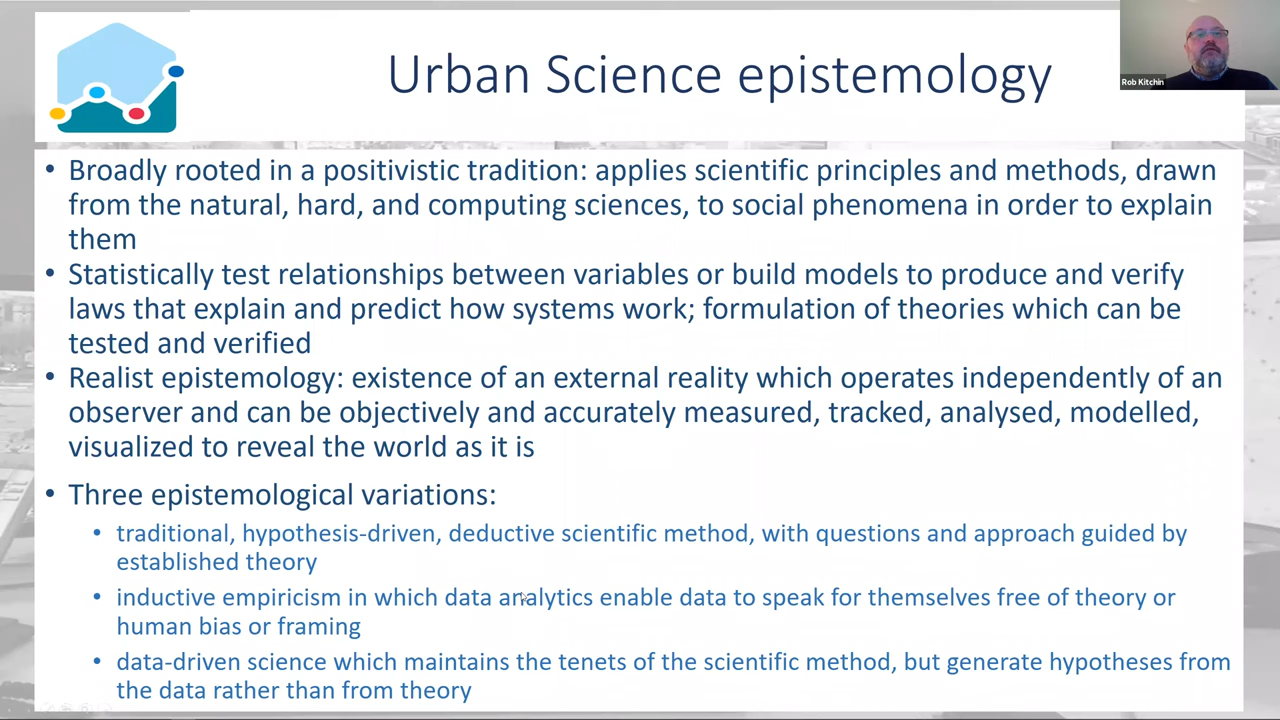 Urban Science epistemology
Rob Kitchin
• Broadly rooted in a positivistic tradition: applies scientific principles and methods, drawn
from the natural, hard, and computing sciences, to social phenomena in order to explain
them
• Statistically test relationships between variables or build models to produce and verify
laws that explain and predict how systems work; formulation of theories which can be
tested and verified
• Realist epistemology: existence of an external reality which operates independently of an
observer and can be objectively and accurately measured, tracked, analysed, modelled,
visualized to reveal the world as it is
• Three epistemological variations:
• traditional, hypothesis-driven, deductive scientific method, with questions and approach guided by
established theory
• inductive empiricism in which data analytics enable data to speak for themselves free of theory or
human bias or framing
• data-driven science which maintains the tenets of the scientific method, but generate hypotheses from
the data rather than from theory